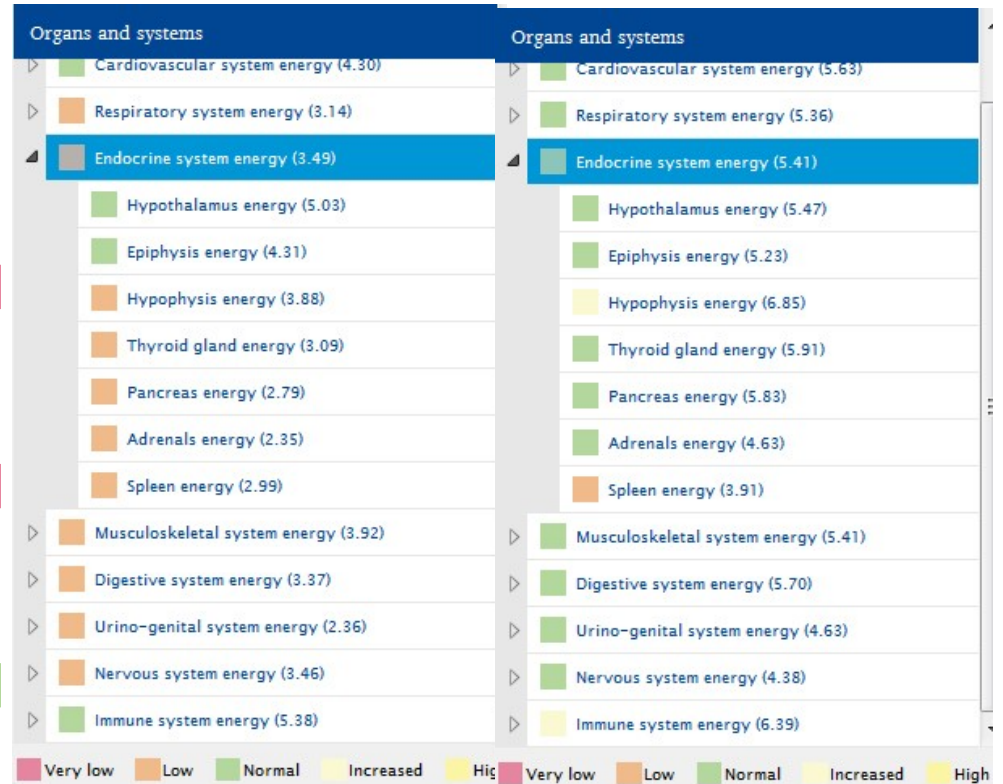 Organs and systems
Cardiovascular system energy (4.30)
Respiratory system energy (3.14)
Endocrine system energy (3.49)
Hypothalamus energy (5.03)
Epiphysis energy (4.31)
Hypophysis energy (3.88)
Thyroid gland energy (3.09)
Pancreas energy (2.79)
Adrenals energy (2.35)
Spleen energy (2.99)
Musculoskeletal system energy (3.92)
Digestive system energy (3.37)
Urino-genital system energy (2.36)
Nervous system energy (3.46)
Immune system energy (5.38)
Very low Low Normal Increased Hig
Organs and systems
Cardiovascular system energy (5.63)
Respiratory system energy (5.36)
Endocrine system energy (5.41)
Hypothalamus energy (5.47)
Epiphysis energy (5.23)
Hypophysis energy (6.85)
Thyroid gland energy (5.91)
Pancreas energy (5.83)
Adrenals energy (4.63)
Spleen energy (3.91)
Musculoskeletal system energy (5.41)
Digestive system energy (5.70)
Urino-genital system energy (4.63)
Nervous system energy (4.38)
Immune system energy (6.39)
Very low Low Normal Increased High